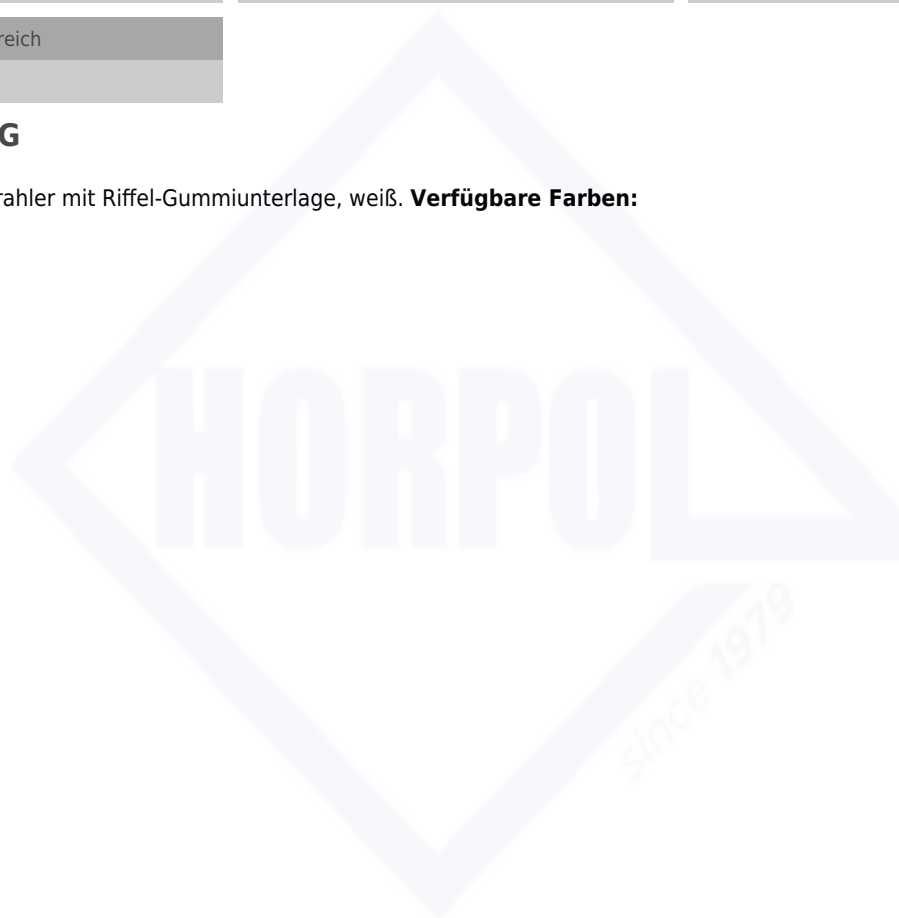 reich
G
rahler mit Riffel-Gummiunterlage, weiß. Verfügbare Farben:
HORPOL
since 1979